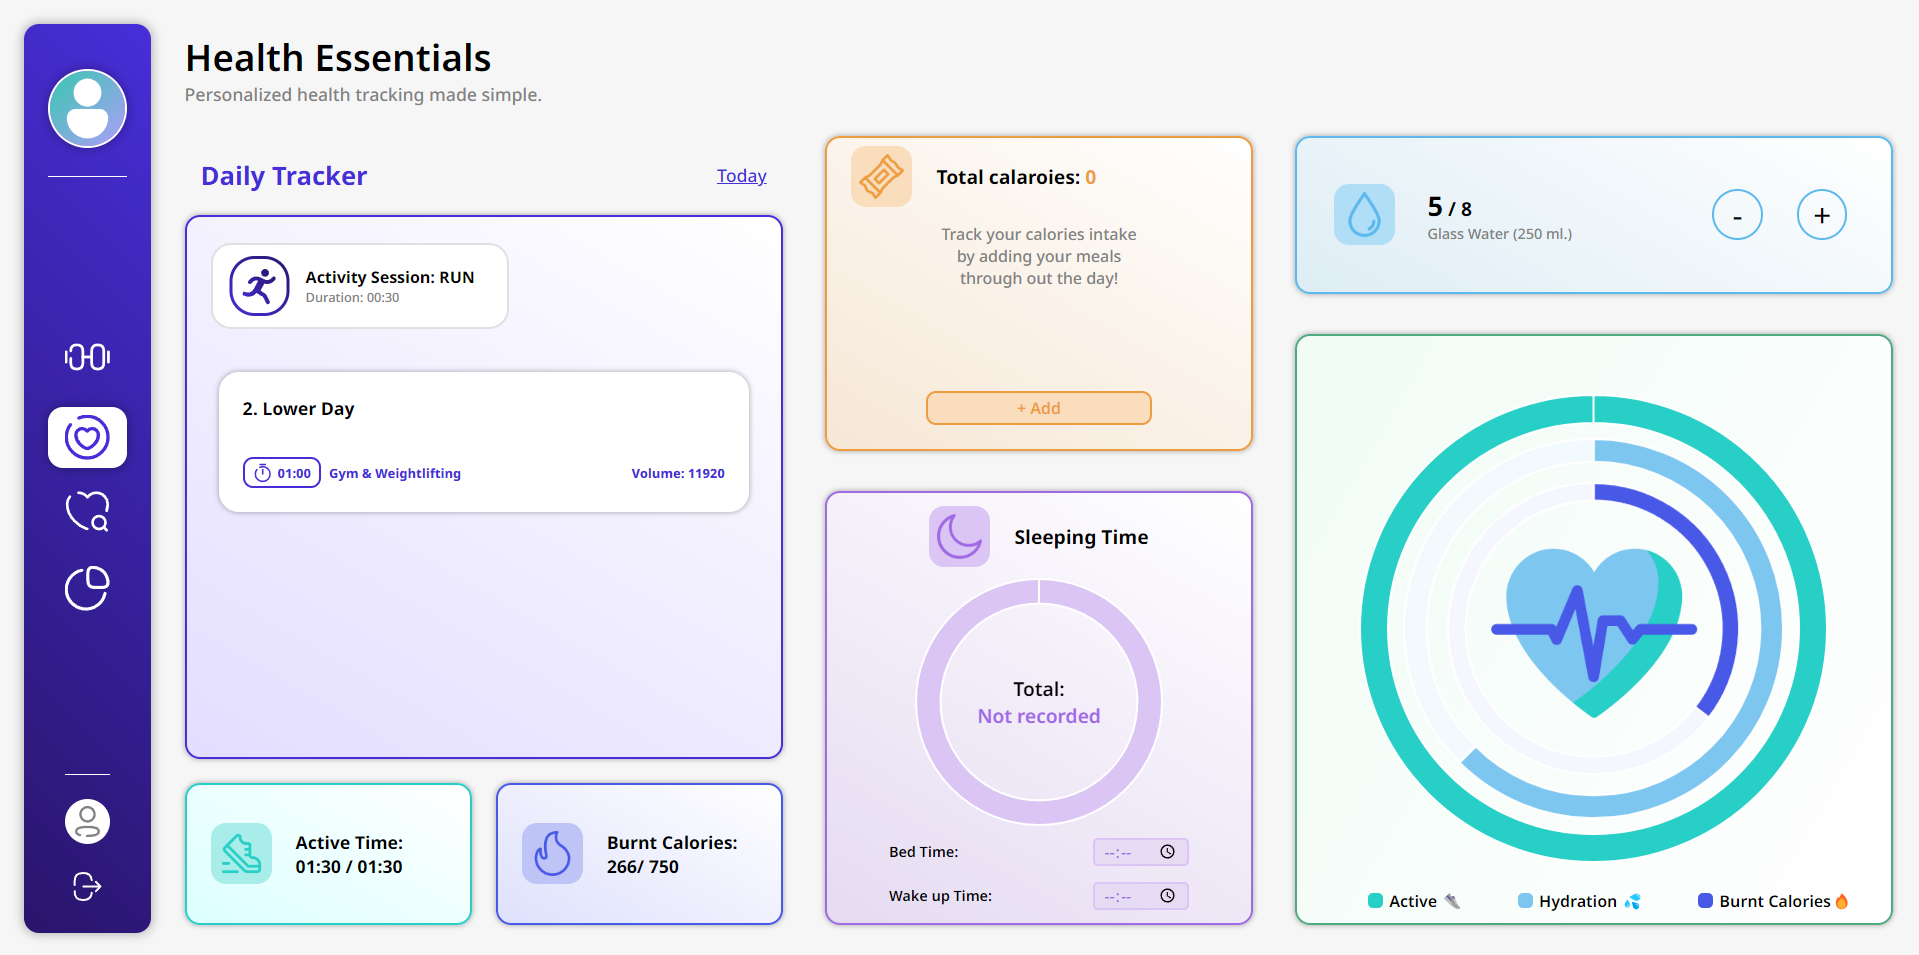 Health Essentials
Personalized health tracking made simple.
Daily Tracker
Today
Activity Session: RUN
Duration: 00:30
2. Lower Day
01:00
Gym & Weightlifting
Volume: 11920
Active Time:
01:30 / 01:30
Burnt Calories:
266/ 750
Total calaroies: 0
Track your calories intake
by adding your meals
through out the day!
+ Add
Sleeping Time
Total:
Not recorded
Bed Time:
--:--
Wake up Time:
--:--
5 / 8
Glass Water (250 ml.)
-
+
Active 👟
Hydration 💦
Burnt Calories🔥